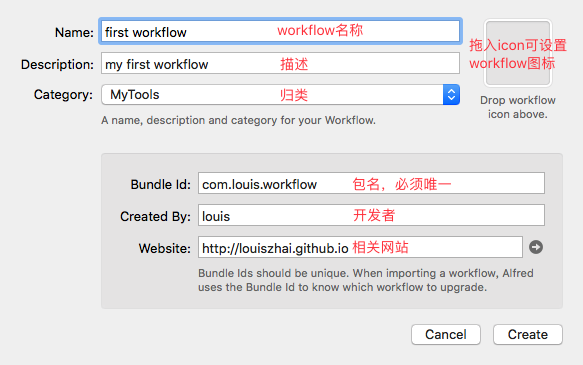 Name: first workflow workflow名称
拖入icon可设置
workflow图标
Description: my first workflow 描述
Category: MyTools 归类
Drop workflow
icon above.
A name, description and category for your Workflow.
Bundle Id: com.louis.workflow 包名，必须唯一
Created By: louis 开发者
Website: http://louiszhai.github.io 相关网站
Bundle Ids should be unique. When importing a workflow, Alfred
uses the Bundle Id to know which workflow to upgrade.
Cancel Create